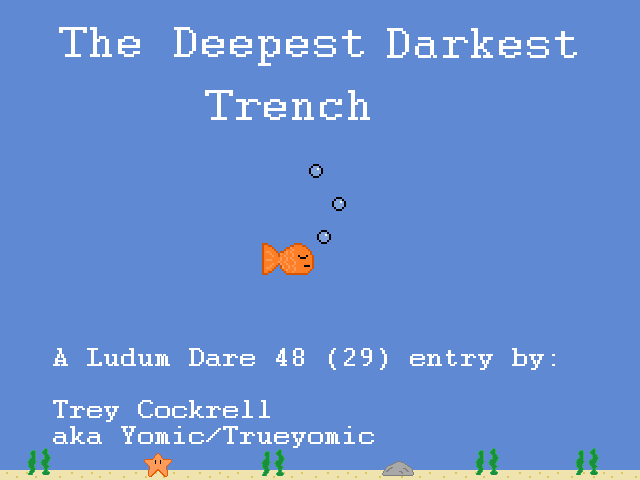 The Deepest Darkest
Trench
A Ludum Dare 48 (29) entry by:
Trey Cockrell
aka Yomic/Trueyomic